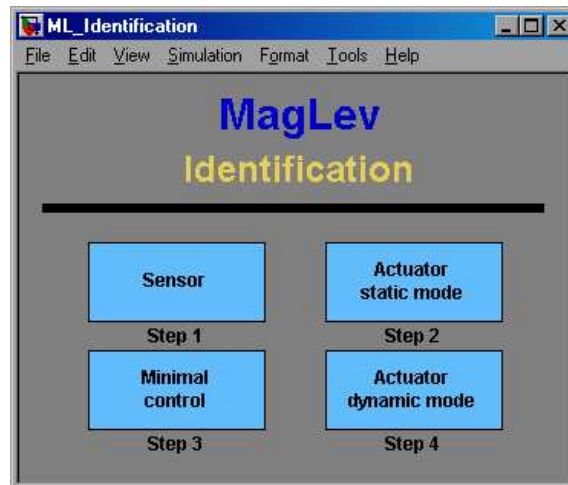 ML_Identification
File Edit View Simulation Format Tools Help
MagLev
Identification
Sensor
Step 1
Actuator
static mode
Step 2
Minimal
control
Step 3
Actuator
dynamic mode
Step 4